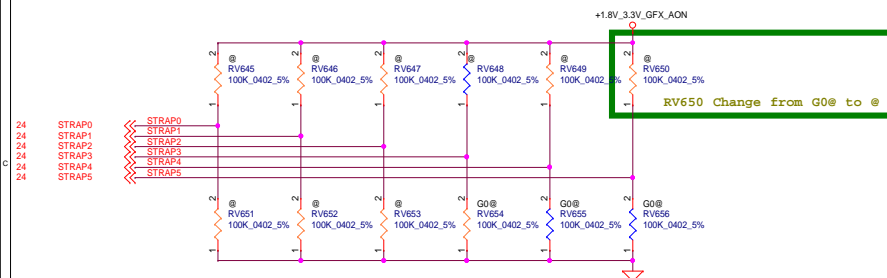 +1.8V_3.3V_GFX_AON
2 @ RV645 100K_0402_5% 1
2 @ RV646 100K_0402_5% 1
2 @ RV647 100K_0402_5% 1
2 @ RV648 100K_0402_5% 1
2 @ RV649 100K_0402_5% 1
2 @ RV650 100K_0402_5% 1
RV650 Change from G0@ to @
24 STRAP0 STRAP0
24 STRAP1 STRAP1
24 STRAP2 STRAP2
24 STRAP3 STRAP3
24 STRAP4 STRAP4
24 STRAP5 STRAP5
C
2 @ RV651 100K_0402_5% 1
2 @ RV652 100K_0402_5% 1
2 @ RV653 100K_0402_5% 1
2 G0@ RV654 100K_0402_5% 1
2 G0@ RV655 100K_0402_5% 1
2 G0@ RV656 100K_0402_5% 1